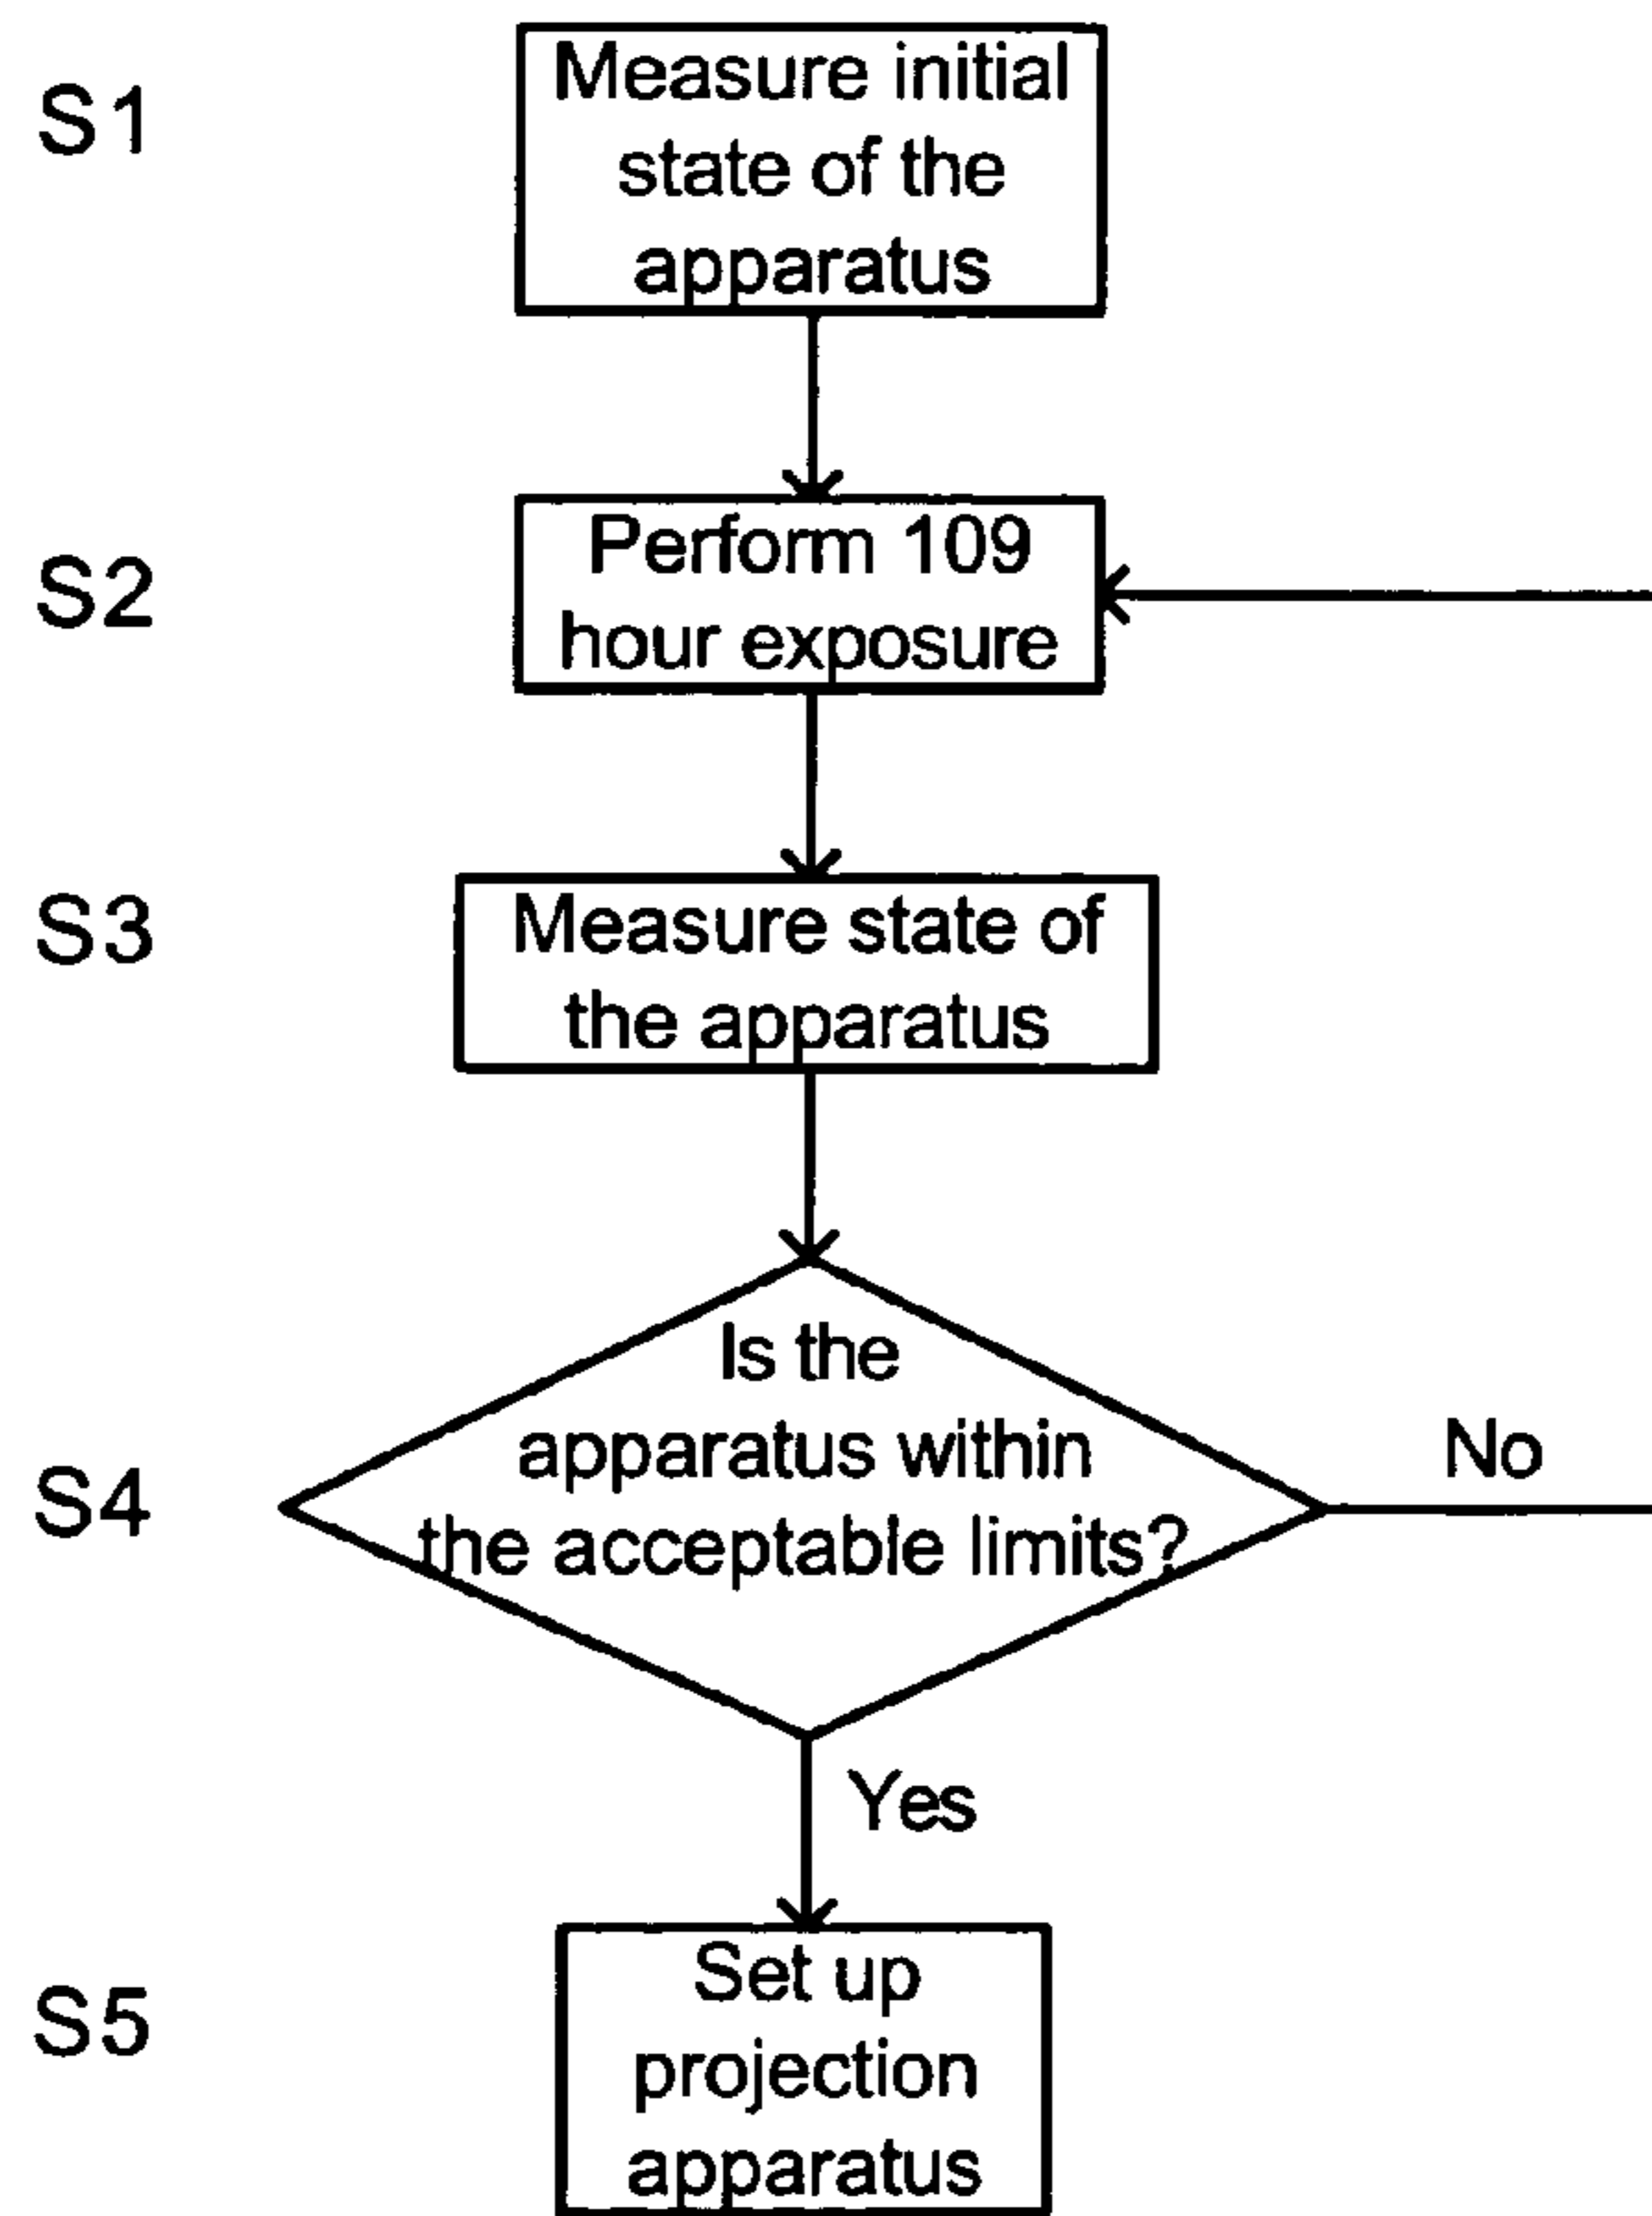 S1
Measure initial
state of the
apparatus
S2
Perform 109
hour exposure
S3
Measure state of
the apparatus
S4
Is the
apparatus within
the acceptable limits?
No
Yes
S5
Set up
projection
apparatus